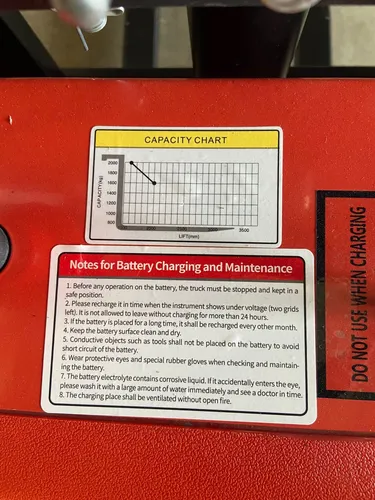 CAPACITY CHART
CAPACITY(kg)
2000
1800
1600
1400
1200
1000
800
3500
LIFT(mm)
Notes for Battery Charging and Maintenance
1. Before any operation on the battery, the truck must be stopped and kept in a
safe position.
2. Please recharge it in time when the instrument shows under voltage (two grids
left). It is not allowed to leave without charging for more than 24 hours.
3. If the battery is placed for a long time, it shall be recharged every other month.
4. Keep the battery surface clean and dry.
5. Conductive objects such as tools shall not be placed on the battery to avoid
short circuit of the battery.
6. Wear protective eyes and special rubber gloves when checking and maintain-
ing the battery.
7. The battery electrolyte contains corrosive liquid. If it accidentally enters the eye,
please wash it with a large amount of water immediately and see a doctor in time.
8. The charging place shall be ventilated without open fire.
DO NOT USE WHEN CHARGING